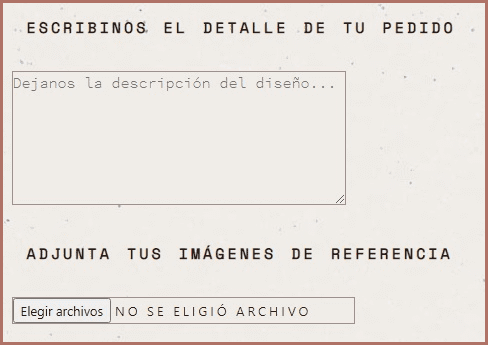 ESCRIBINOS EL DETALLE DE TU PEDIDO
Dejanos la descripción del diseño...
ADJUNTA TUS IMÁGENES DE REFERENCIA
Elegir archivos NO SE ELIGIÓ ARCHIVO